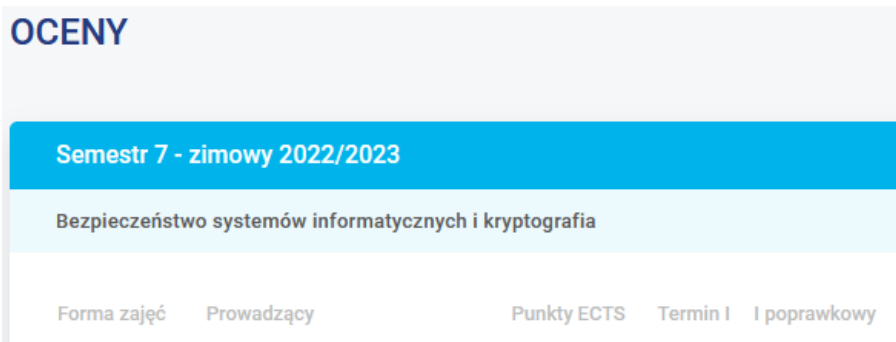 OCENY
Semestr 7 - zimowy 2022/2023
Bezpieczeństwo systemów informatycznych i kryptografia
Forma zajęć Prowadzący Punkty ECTS Termin I I poprawkowy